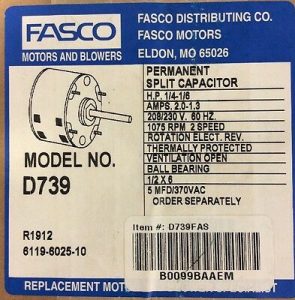 FASCO
MOTORS AND BLOWERS
FASCO DISTRIBUTING CO.
FASCO MOTORS
ELDON, MO 65026
PERMANENT
SPLIT CAPACITOR
H.P. 1/4-1/6
AMPS. 2.0-1.3
208/230 V. 60 HZ.
1075 RPM 2 SPEED
ROTATION ELECT. REV.
THERMALLY PROTECTED
VENTILATION OPEN
BALL BEARING
1/2 X 6
5 MFD/370VAC
ORDER SEPARATELY
MODEL NO.
D739
R1912
6119-6025-10
Item #: D739FAS
B0099BAAEM
REPLACEMENT MOTOR